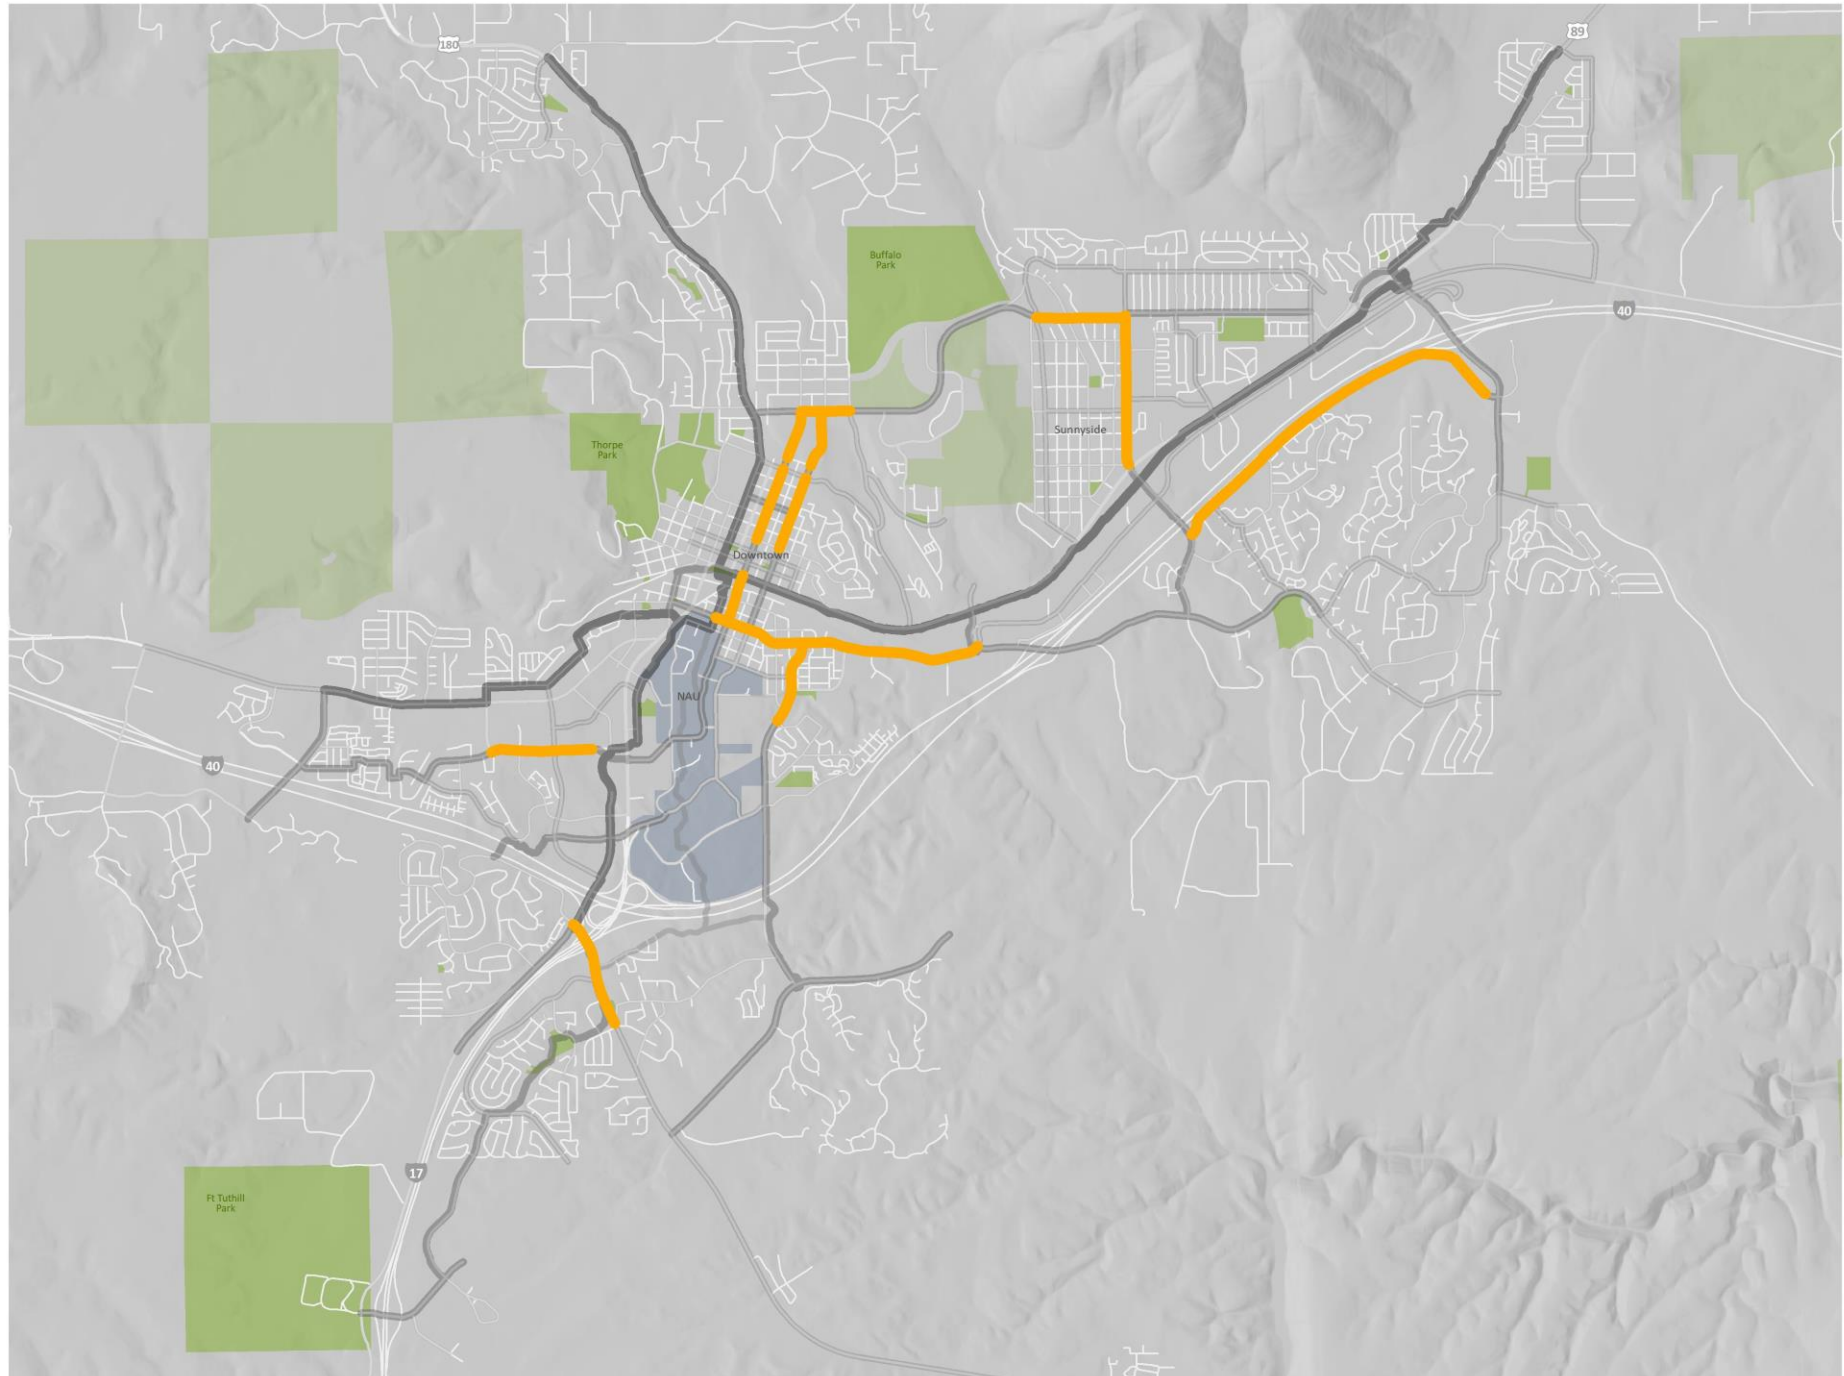 180
89
Buffalo
Park
40
Thorpe
Park
Sunnyside
Downtown
NAU
40
17
Ft Tuthill
Park